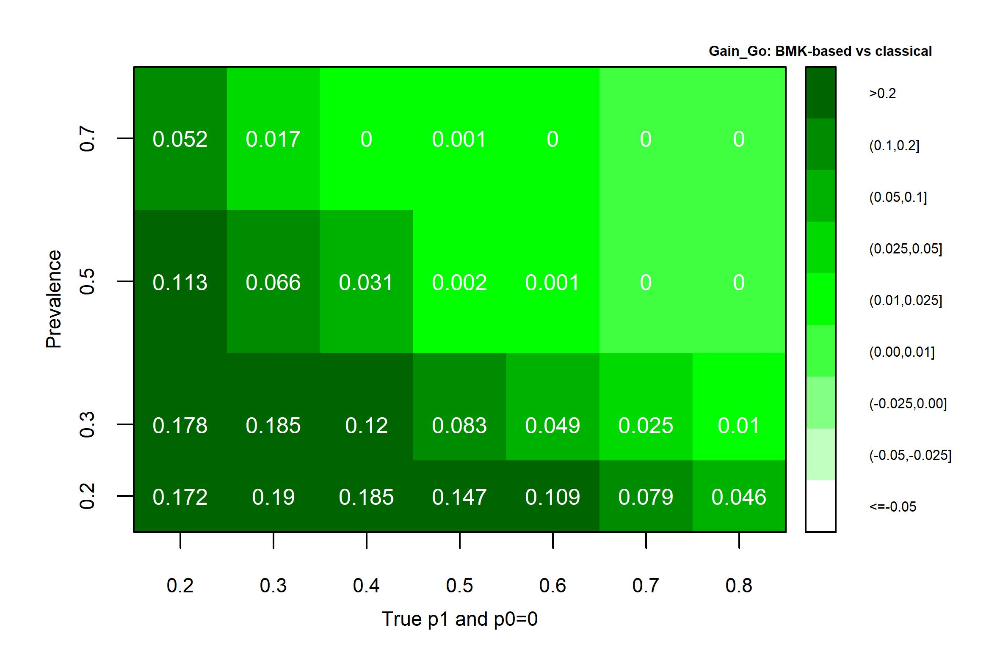 Gain_Go: BMK-based vs classical
0.7 0.052 0.017 0 0.001 0 0 0
0.5 0.113 0.066 0.031 0.002 0.001 0 0
0.3 0.178 0.185 0.12 0.083 0.049 0.025 0.01
0.2 0.172 0.19 0.185 0.147 0.109 0.079 0.046
Prevalence
0.2 0.3 0.4 0.5 0.6 0.7 0.8
True p1 and p0=0
>0.2
(0.1,0.2]
(0.05,0.1]
(0.025,0.05]
(0.01,0.025]
(0.00,0.01]
(-0.025,0.00]
(-0.05,-0.025]
<=-0.05